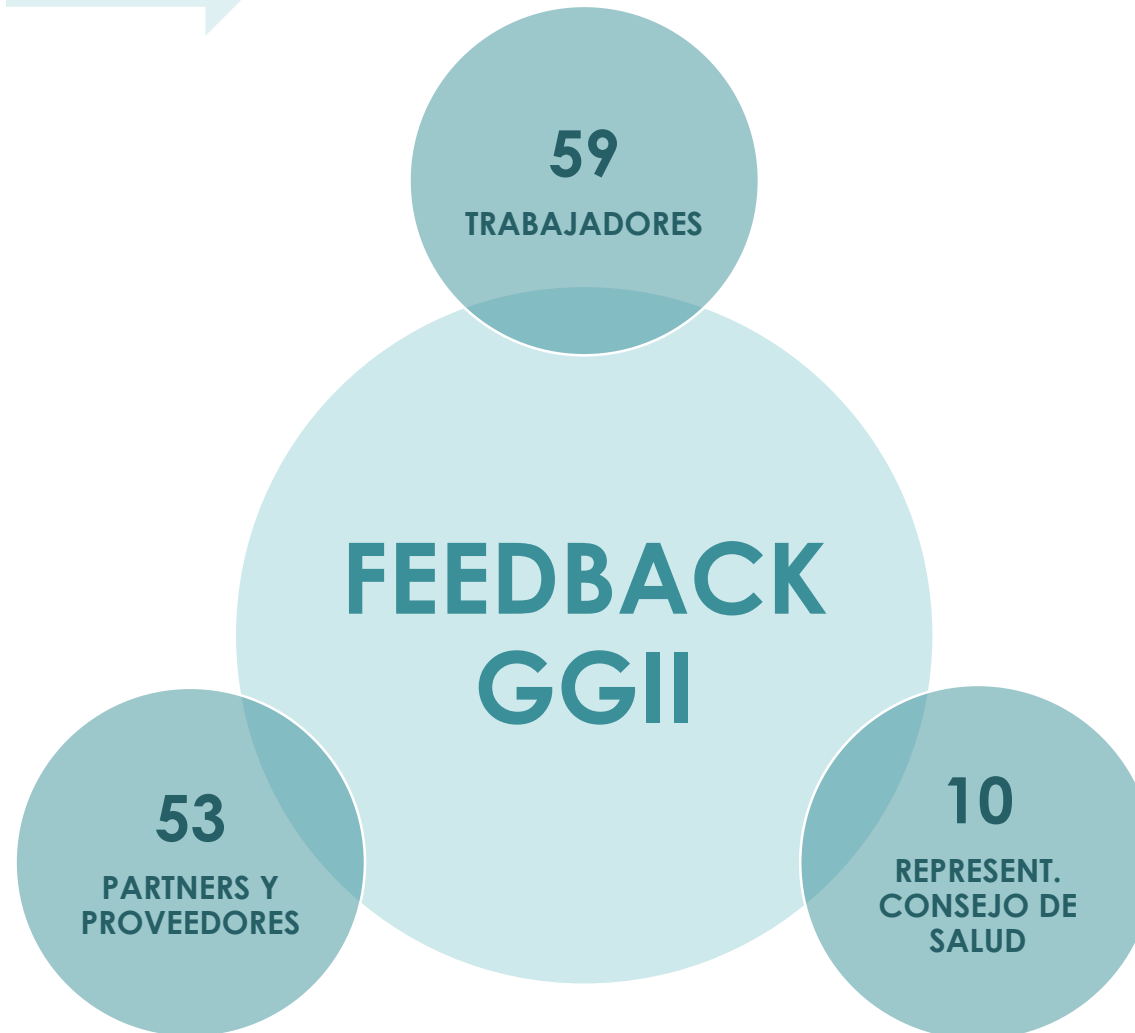 59
TRABAJADORES
FEEDBACK
GGII
53
PARTNERS Y
PROVEEDORES
10
REPRESENT.
CONSEJO DE
SALUD